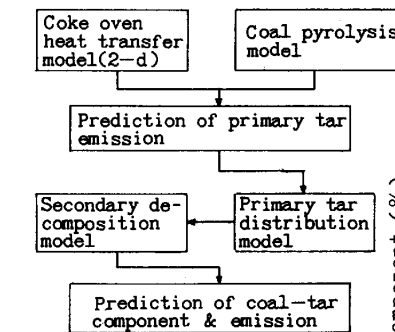 Coke oven
heat transfer
model(2-d)
Coal pyrolysis
model
Prediction of primary tar
emission
Secondary de-
composition
model
Primary tar
distribution
model
Prediction of coal-tar
component & emission
(%)